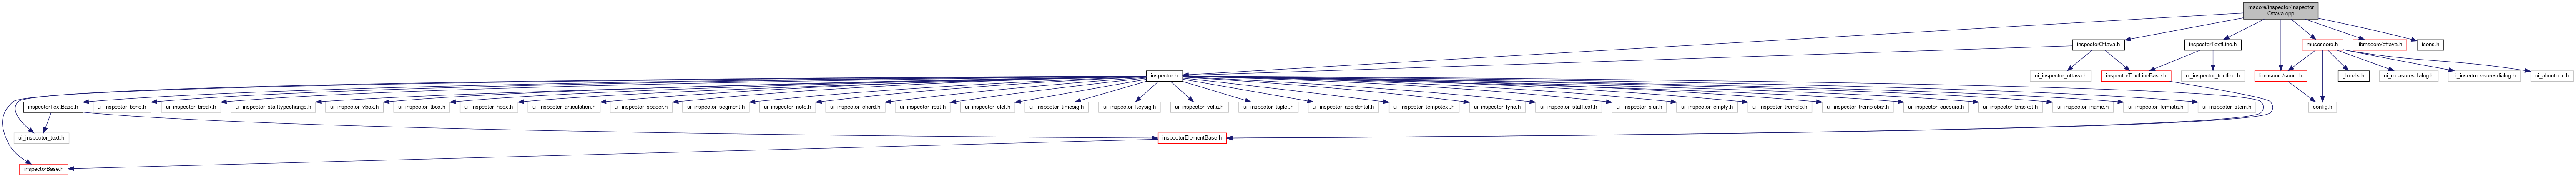 mscore/inspector/inspector
Ottava.cpp
inspectorOttava.h
inspectorTextLine.h
musescore.h
libmscore/ottava.h
icons.h
inspector.h
ui_inspector_ottava.h
inspectorTextLineBase.h
ui_inspector_textline.h
libmscore/score.h
globals.h
ui_measuresdialog.h
ui_insertmeasuresdialog.h
ui_aboutbox.h
inspectorTextBase.h
ui_inspector_bend.h
ui_inspector_break.h
ui_inspector_stafftypechange.h
ui_inspector_vbox.h
ui_inspector_tbox.h
ui_inspector_hbox.h
ui_inspector_articulation.h
ui_inspector_spacer.h
ui_inspector_segment.h
ui_inspector_note.h
ui_inspector_chord.h
ui_inspector_rest.h
ui_inspector_clef.h
ui_inspector_timesig.h
ui_inspector_keysig.h
ui_inspector_volta.h
ui_inspector_tuplet.h
ui_inspector_accidental.h
ui_inspector_tempotext.h
ui_inspector_lyric.h
ui_inspector_stafftext.h
ui_inspector_slur.h
ui_inspector_empty.h
ui_inspector_tremolo.h
ui_inspector_tremolobar.h
ui_inspector_caesura.h
ui_inspector_bracket.h
ui_inspector_iname.h
ui_inspector_fermata.h
ui_inspector_stem.h
config.h
ui_inspector_text.h
inspectorElementBase.h
inspectorBase.h